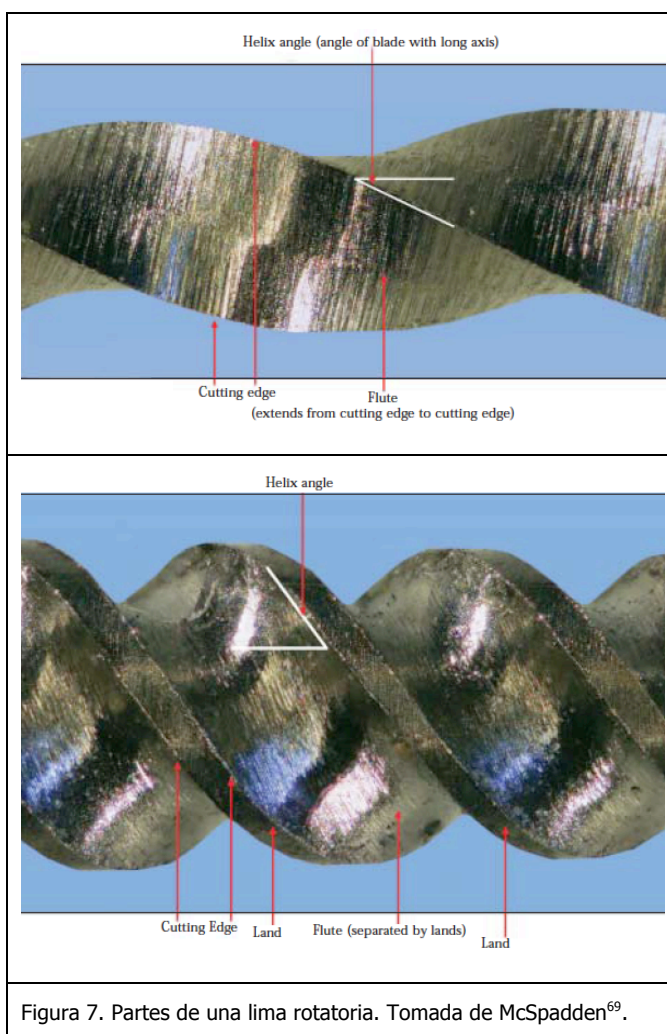 Helix angle (angle of blade with long axis)
Cutting edge
Flute
(extends from cutting edge to cutting edge)
Helix angle
Cutting Edge
Land
Flute (separated by lands)
Land
Figura 7. Partes de una lima rotatoria. Tomada de McSpadden69.